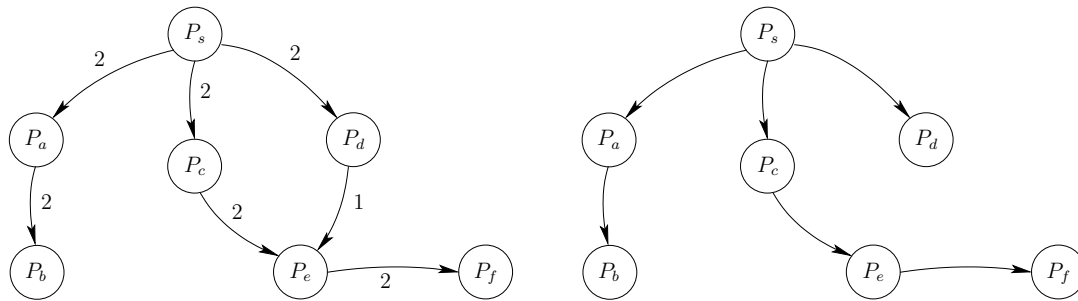 P_s
2 2
2
P_a P_d
P_c
2 2 1
P_b P_e 2 P_f
P_s
P_a P_d
P_c
P_b P_e P_f